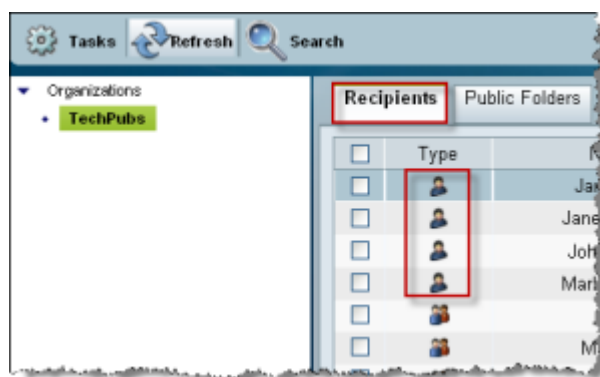 Tasks Refresh Search
Organizations
TechPubs
Recipients Public Folders
Type
Jane